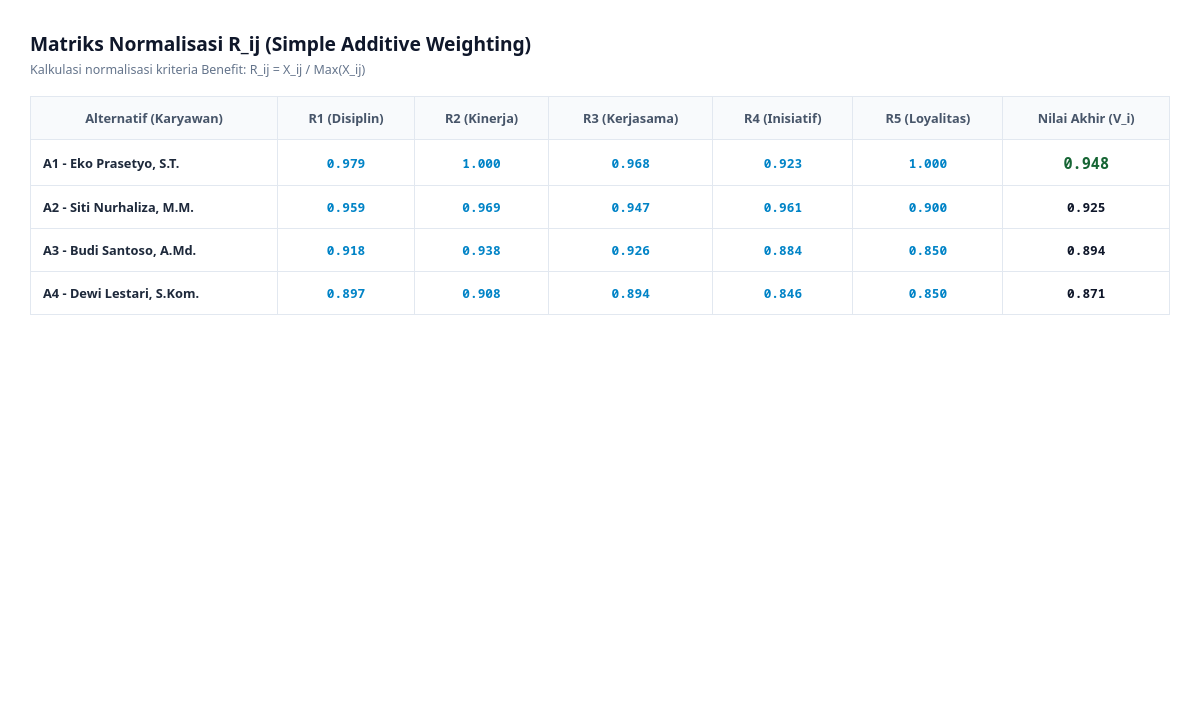 Matriks Normalisasi R_ij (Simple Additive Weighting)
Kalkulasi normalisasi kriteria Benefit: R_ij = X_ij / Max(X_ij)
Alternatif (Karyawan) R1 (Disiplin) R2 (Kinerja) R3 (Kerjasama) R4 (Inisiatif) R5 (Loyalitas) Nilai Akhir (V_i)
A1 - Eko Prasetyo, S.T. 0.979 1.000 0.968 0.923 1.000 0.948
A2 - Siti Nurhaliza, M.M. 0.959 0.969 0.947 0.961 0.900 0.925
A3 - Budi Santoso, A.Md. 0.918 0.938 0.926 0.884 0.850 0.894
A4 - Dewi Lestari, S.Kom. 0.897 0.908 0.894 0.846 0.850 0.871